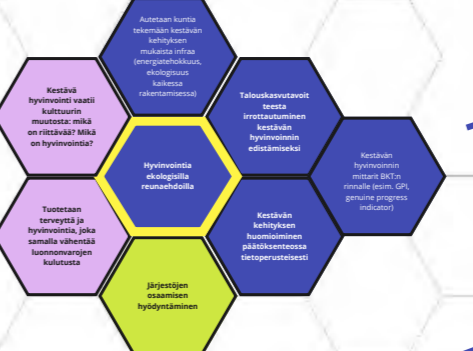 Autetaan kuntia
tekemään kestävän
kehityksen
mukaista infraa
(energiatehokkuus,
ekologisuus
kaikessa
rakentamisessa)
Kestävä
hyvinvointi vaatii
kulttuurin
muutosta: mikä
on riittävää? Mikä
on hyvinvointia?
Talouskasvutavoit
teesta
irrottautuminen
kestävän
hyvinvoinnin
edistämiseksi
Hyvinvointia
ekologisilla
reunaehdoilla
Kestävän
hyvinvoinnin
mittarit BKT:n
rinnalle (esim. GPI,
genuine progress
indicator)
Tuotetaan
terveyttä ja
hyvinvointia, joka
samalla vähentää
luonnonvarojen
kulutusta
Kestävän
kehityksen
huomioiminen
päätöksenteossa
tietoperusteisesti
Järjestöjen
osaamisen
hyödyntäminen